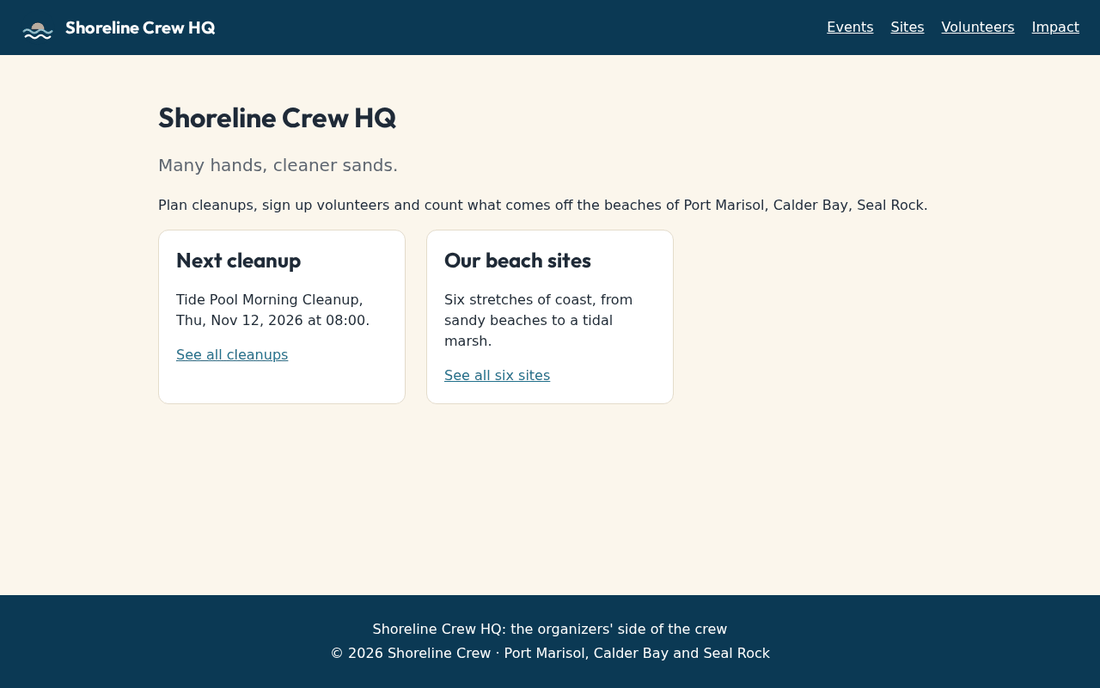 Shoreline Crew HQ
Events Sites Volunteers Impact
Shoreline Crew HQ
Many hands, cleaner sands.
Plan cleanups, sign up volunteers and count what comes off the beaches of Port Marisol, Calder Bay, Seal Rock.
Next cleanup
Tide Pool Morning Cleanup,
Thu, Nov 12, 2026 at 08:00.
See all cleanups
Our beach sites
Six stretches of coast, from
sandy beaches to a tidal
marsh.
See all six sites
Shoreline Crew HQ: the organizers' side of the crew
© 2026 Shoreline Crew · Port Marisol, Calder Bay and Seal Rock